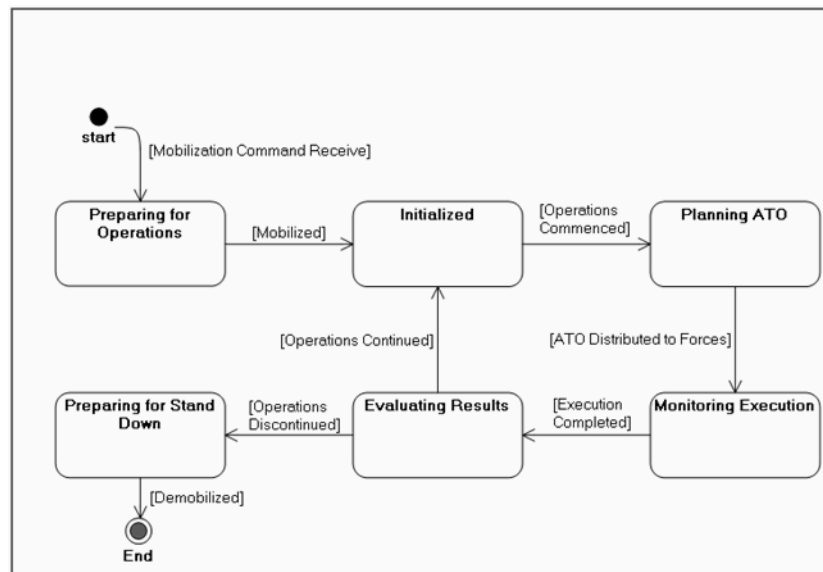 start
[Mobilization Command Receive]
Preparing for
Operations
[Mobilized]
Initialized
[Operations
Commenced]
Planning ATO
[Operations Continued]
[ATO Distributed to Forces]
Preparing for Stand
Down
[Operations
Discontinued]
Evaluating Results
[Execution
Completed]
Monitoring Execution
[Demobilized]
End